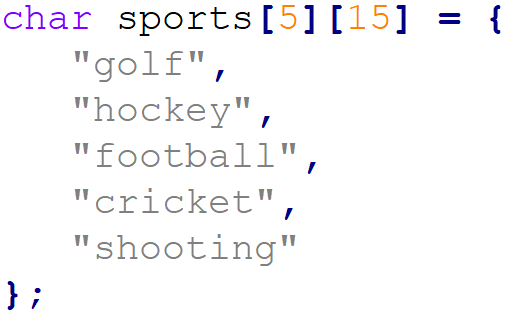 char sports[5][15] = {
"golf",
"hockey",
"football",
"cricket",
"shooting"
};